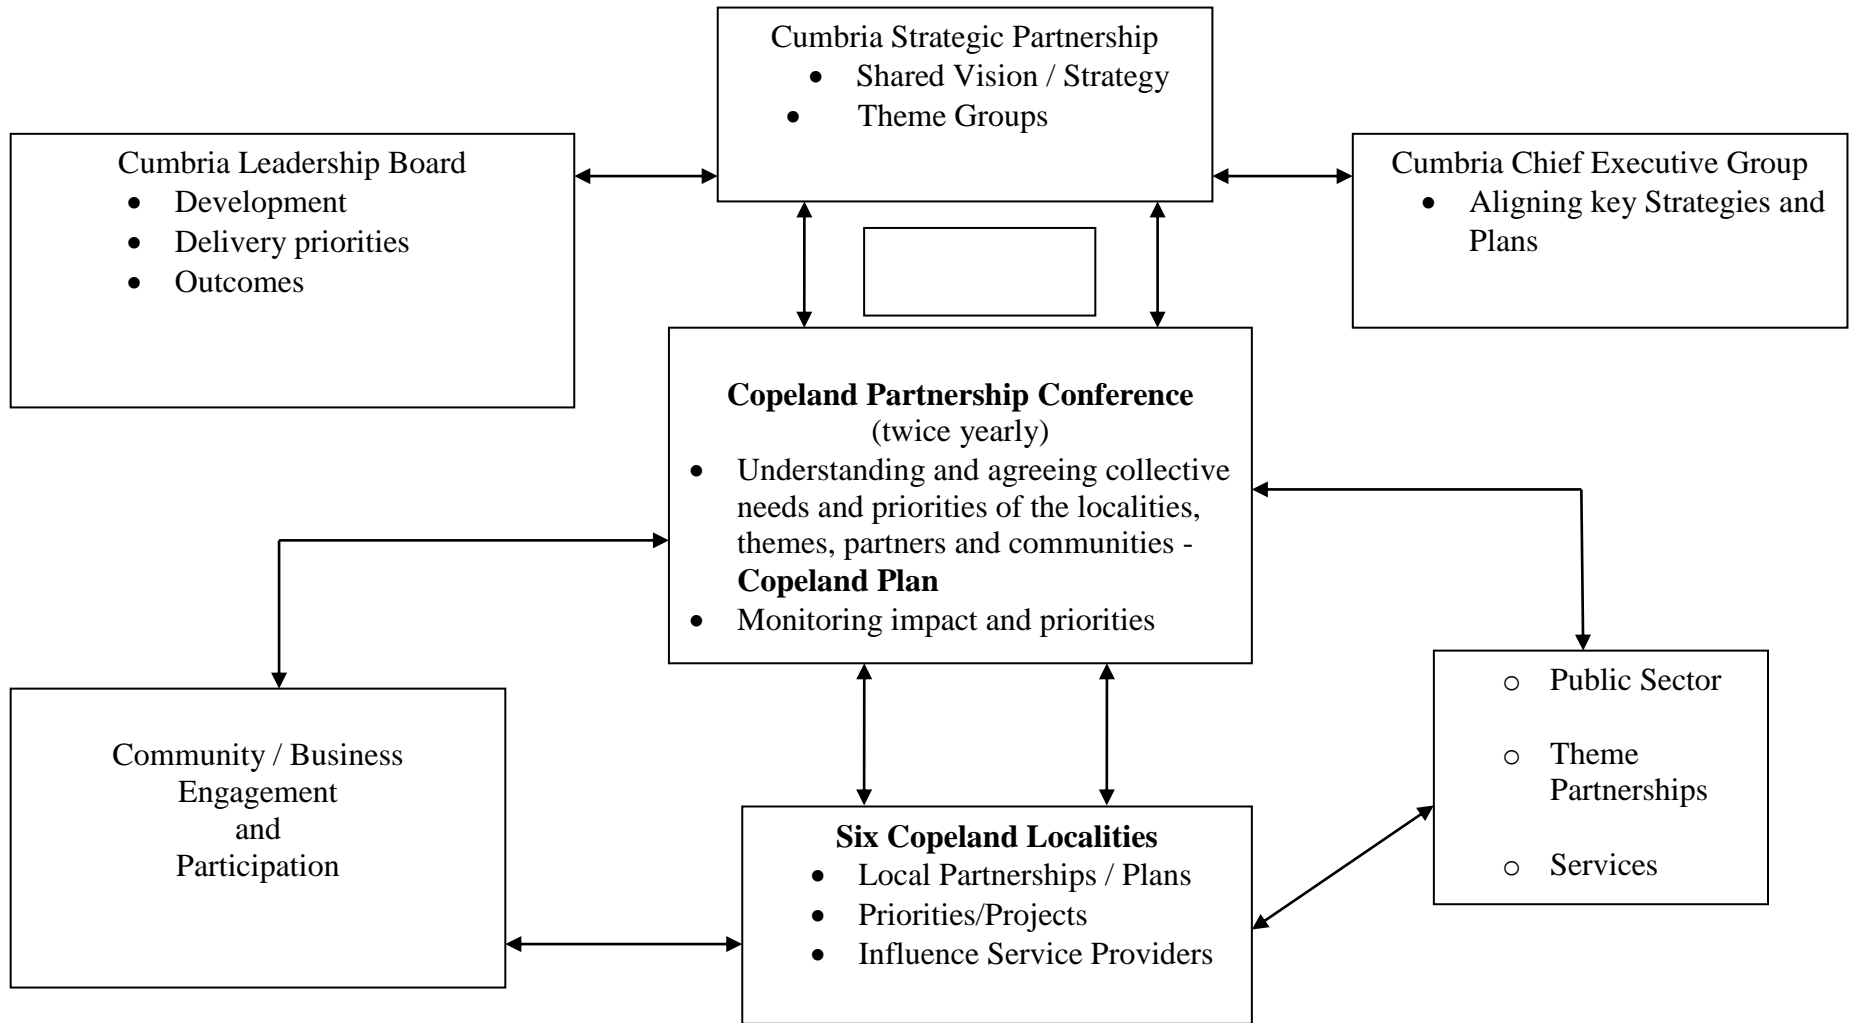 Cumbria Strategic Partnership
• Shared Vision / Strategy
• Theme Groups
Cumbria Leadership Board
• Development
• Delivery priorities
• Outcomes
Cumbria Chief Executive Group
• Aligning key Strategies and
Plans
Copeland Partnership Conference
(twice yearly)
• Understanding and agreeing collective
needs and priorities of the localities,
themes, partners and communities -
Copeland Plan
• Monitoring impact and priorities
Community / Business
Engagement
and
Participation
Six Copeland Localities
• Local Partnerships / Plans
• Priorities/Projects
• Influence Service Providers
o Public Sector
o Theme
Partnerships
o Services